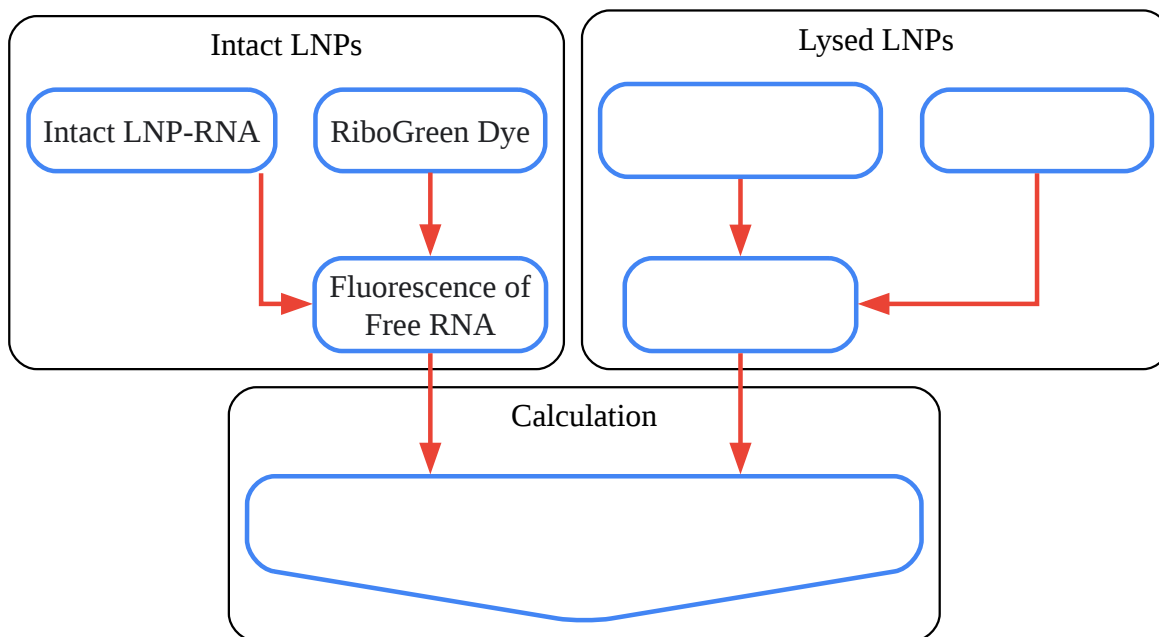 Intact LNPs
Intact LNP-RNA
RiboGreen Dye
Fluorescence of
Free RNA
Lysed LNPs
Calculation